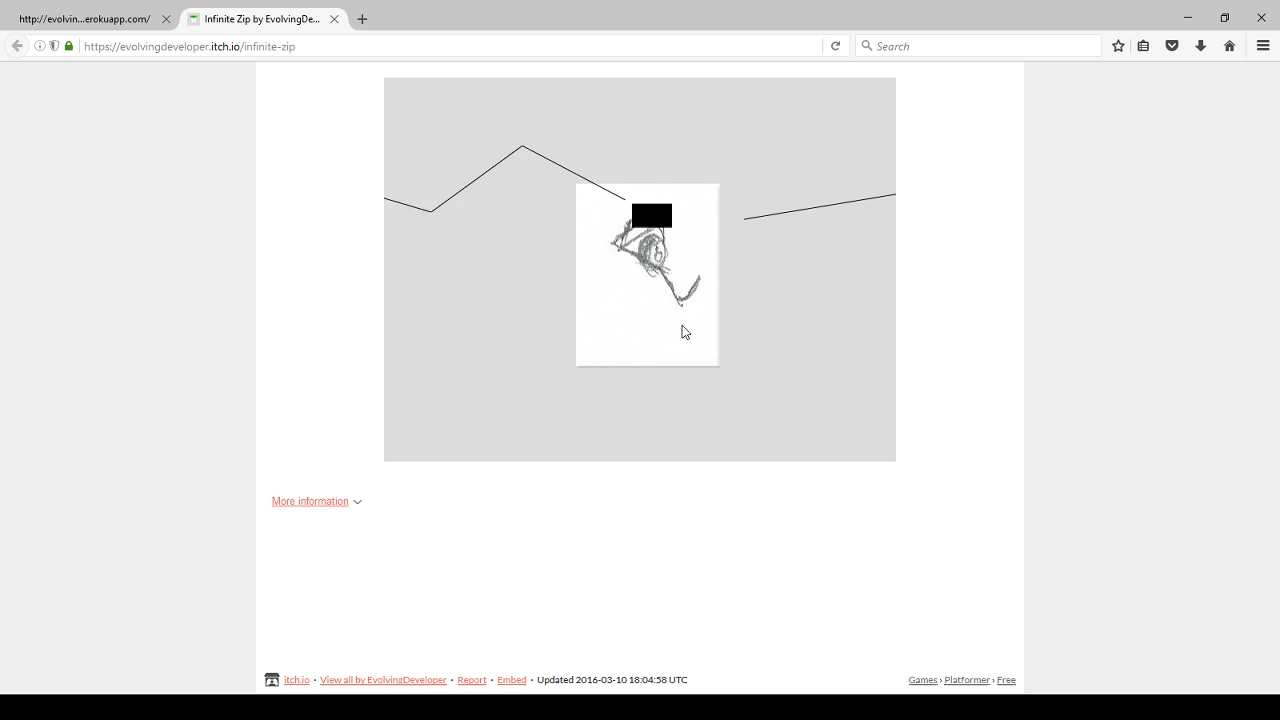 http://evolvin...erokuapp.com/
Infinite Zip by EvolvingDe...
https://evolvingdeveloper.itch.io/infinite-zip
Search
More information
itch.io · View all by EvolvingDeveloper · Report · Embed · Updated 2016-03-10 18:04:58 UTC
Games › Platformer › Free